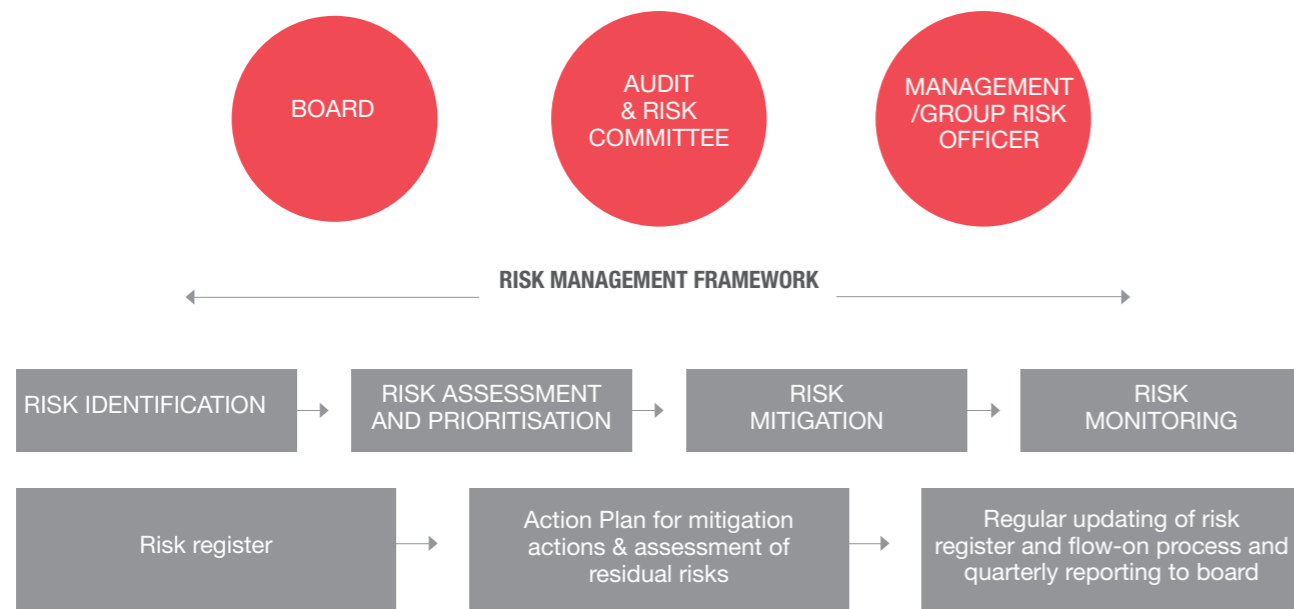 BOARD
AUDIT
& RISK
COMMITTEE
MANAGEMENT
/GROUP RISK
OFFICER
RISK MANAGEMENT FRAMEWORK
RISK IDENTIFICATION
RISK ASSESSMENT
AND PRIORITISATION
RISK
MITIGATION
RISK
MONITORING
Risk register
Action Plan for mitigation
actions & assessment of
residual risks
Regular updating of risk
register and flow-on process and
quarterly reporting to board